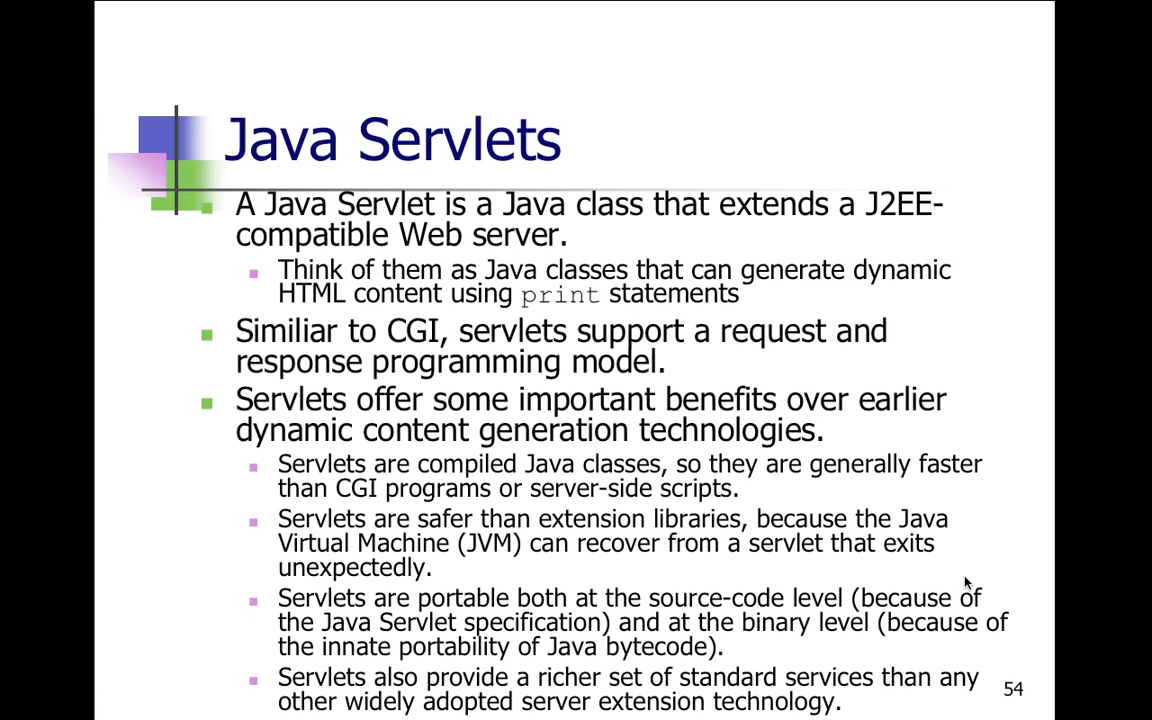 Java Servlets
A Java Servlet is a Java class that extends a J2EE-
compatible Web server.
Think of them as Java classes that can generate dynamic
HTML content using print statements
Similiar to CGI, servlets support a request and
response programming model.
Servlets offer some important benefits over earlier
dynamic content generation technologies.
Servlets are compiled Java classes, so they are generally faster
than CGI programs or server-side scripts.
Servlets are safer than extension libraries, because the Java
Virtual Machine (JVM) can recover from a servlet that exits
unexpectedly.
Servlets are portable both at the source-code level (because of
the Java Servlet specification) and at the binary level (because of
the innate portability of Java bytecode).
Servlets also provide a richer set of standard services than any
other widely adopted server extension technology.
54